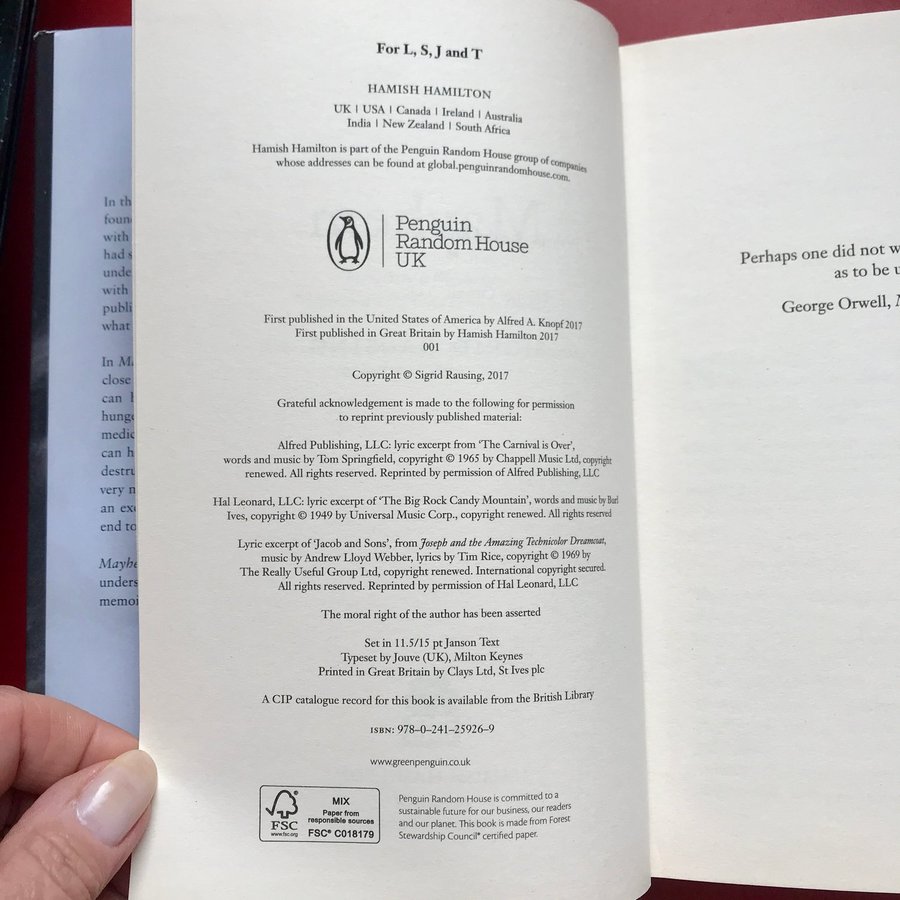 In th
foun
with
had s
unde
with
publi
what
In Ma
close
can
hunge
medic
can h
destru
very n
an exc
end to
Mayhe
unders
memoi
For L, S, J and T
HAMISH HAMILTON
UK | USA | Canada | Ireland | Australia
India | New Zealand | South Africa
Hamish Hamilton is part of the Penguin Random House group of companies
whose addresses can be found at global.penguinrandomhouse.com.
Penguin
Random House
UK
First published in the United States of America by Alfred A. Knopf 2017
First published in Great Britain by Hamish Hamilton 2017
001
Copyright © Sigrid Rausing, 2017
Grateful acknowledgement is made to the following for permission
to reprint previously published material:
Alfred Publishing, LLC: lyric excerpt from ‘The Carnival is Over’,
words and music by Tom Springfield, copyright © 1965 by Chappell Music Ltd, copyright
renewed. All rights reserved. Reprinted by permission of Alfred Publishing, LLC
Hal Leonard, LLC: lyric excerpt of ‘The Big Rock Candy Mountain’, words and music by Burl
Ives, copyright © 1949 by Universal Music Corp., copyright renewed. All rights reserved
Lyric excerpt of ‘Jacob and Sons’, from Joseph and the Amazing Technicolor Dreamcoat,
music by Andrew Lloyd Webber, lyrics by Tim Rice, copyright © 1969 by
The Really Useful Group Ltd, copyright renewed. International copyright secured.
All rights reserved. Reprinted by permission of Hal Leonard, LLC
The moral right of the author has been asserted
Set in 11.5/15 pt Janson Text
Typeset by Jouve (UK), Milton Keynes
Printed in Great Britain by Clays Ltd, St Ives plc
A CIP catalogue record for this book is available from the British Library
ISBN: 978–0–241–25926–9
www.greenpenguin.co.uk
FSC
www.fsc.org
MIX
Paper from
responsible sources
FSC® C018179
Penguin Random House is committed to a
sustainable future for our business, our readers
and our planet. This book is made from Forest
Stewardship Council® certified paper.
Perhaps one did not w
as to be u
George Orwell,